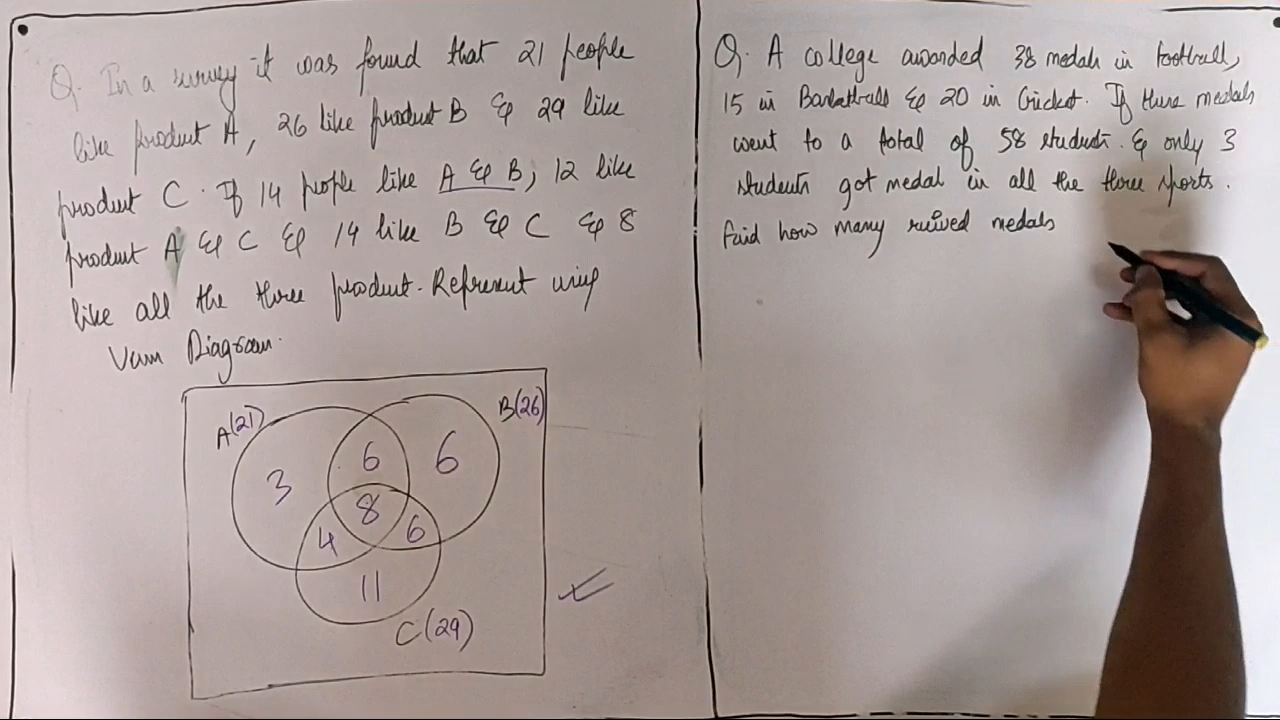 Q. In a survey it was found that 21 people
like product A, 26 like product B & 29 like
product C. If 14 people like A & B, 12 like
product A & C & 14 like B & C & 8
like all the three product. Represent using
Venn Diagram.
A(21)
B(26)
3
6
6
8
4
6
11
C(29)
Q. A college awarded 38 medals in football,
15 in Basketball & 20 in Cricket. If these medals
went to a total of 58 students & only 3
students got medal in all the three sports.
find how many received medals